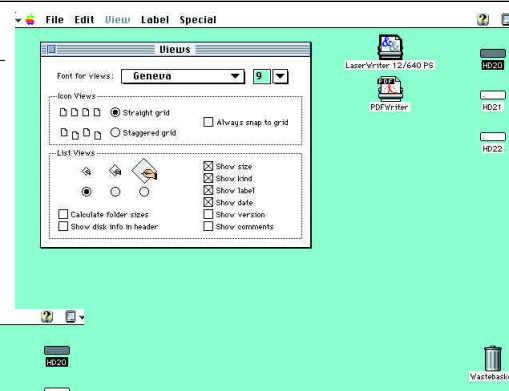 File Edit View Label Special
Views
Font for views: Geneva 9
Icon Views
Straight grid
Staggered grid
Always snap to grid
List Views
Show size
Show kind
Show label
Show date
Calculate folder sizes
Show version
Show disk info in header
Show comments
LaserWriter 12/640 PS
PDF
PDFWriter
HD20
HD21
HD22
HD20
Wastebaske